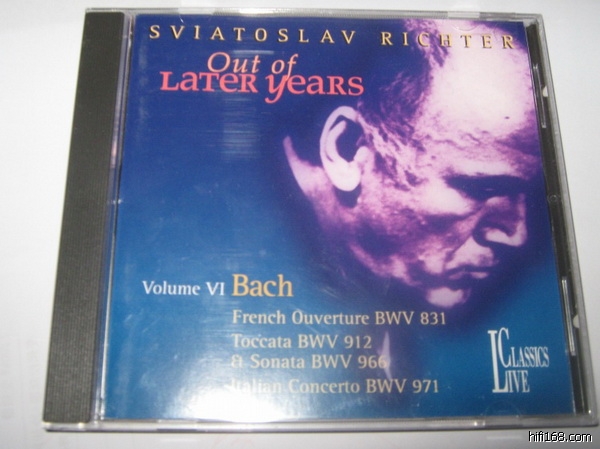 SVIATOSLAV RICHTER
Out of
LATER YEARS
Volume VI Bach
French Ouverture BWV 831
Toccata BWV 912
& Sonata BWV 966
Italian Concerto BWV 971
CLASSICS
LIVE
hifi168.com